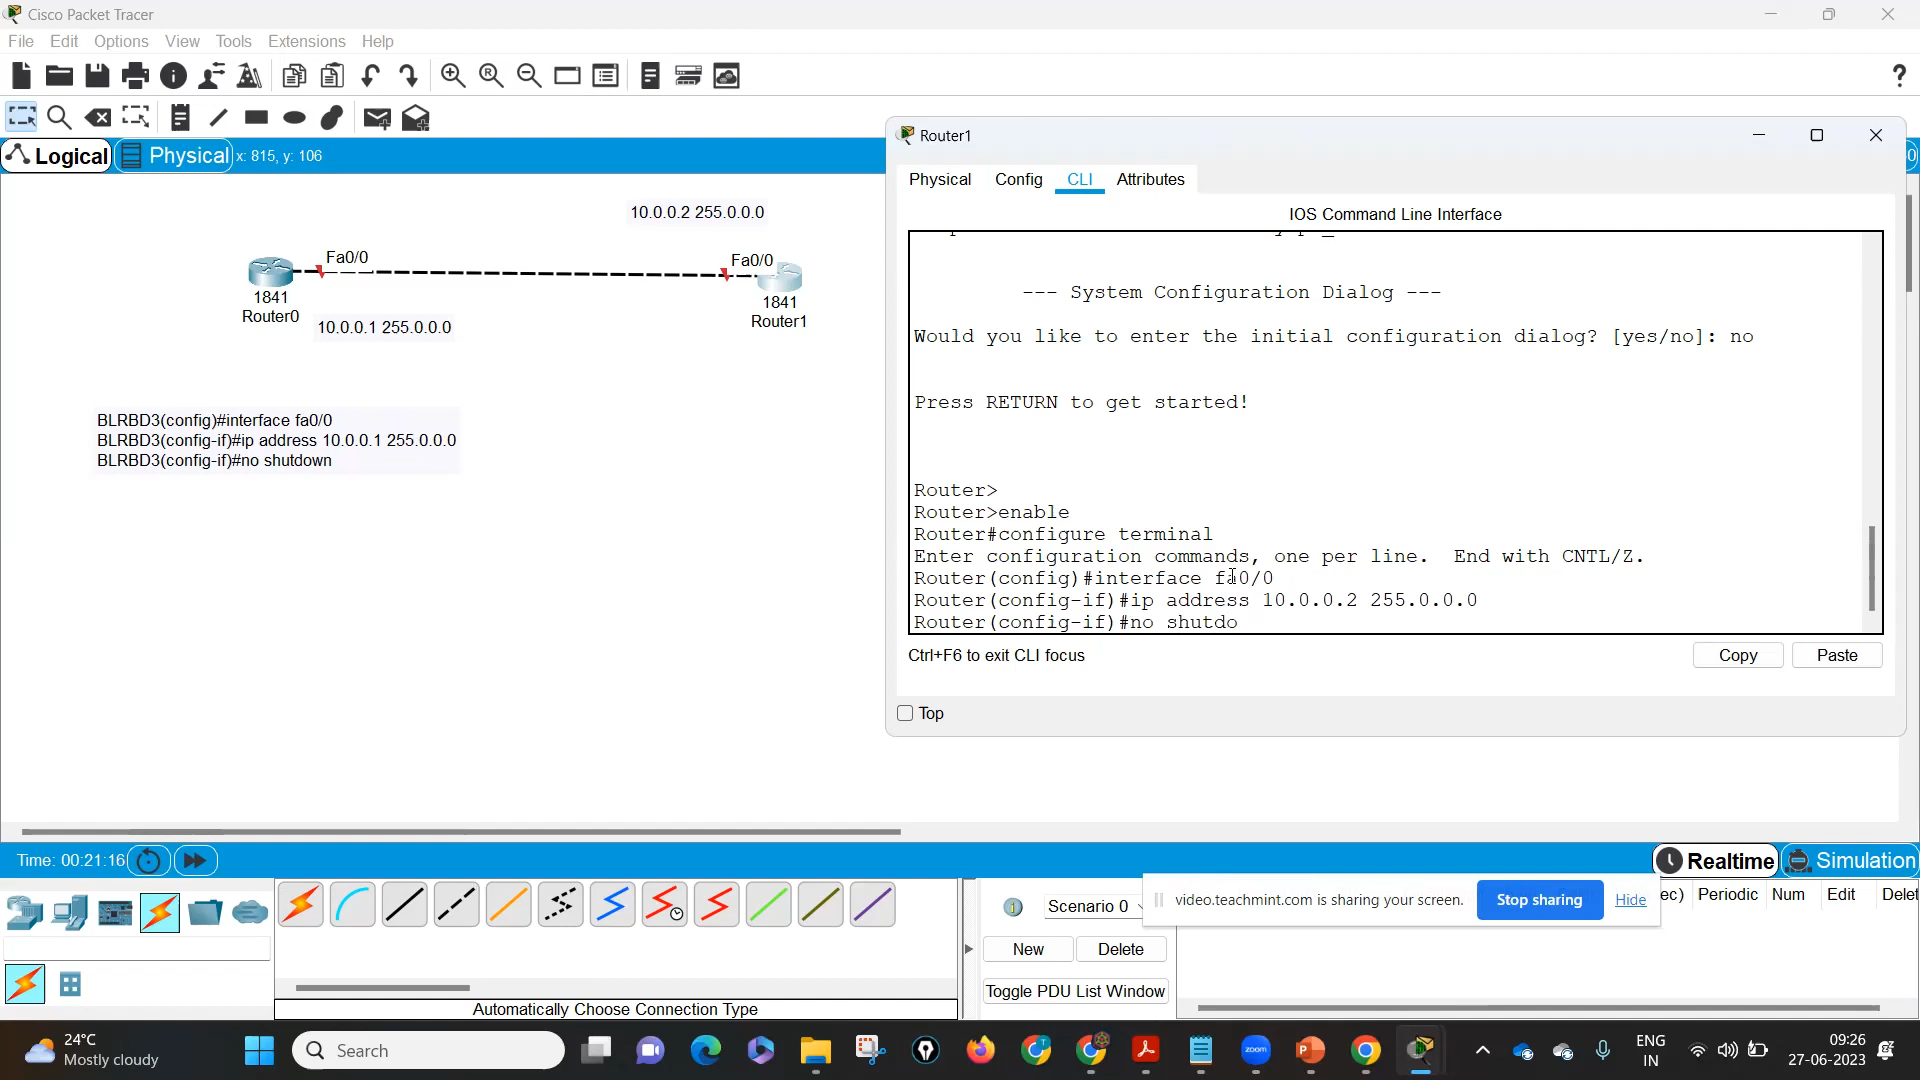 Cisco Packet Tracer
File Edit Options View Tools Extensions Help
?
Logical Physical x: 815, y: 106
10.0.0.2 255.0.0.0
Fa0/0
Fa0/0
1841
Router0
1841
Router1
10.0.0.1 255.0.0.0
BLRBD3(config)#interface fa0/0
BLRBD3(config-if)#ip address 10.0.0.1 255.0.0.0
BLRBD3(config-if)#no shutdown
Router1
Physical Config CLI Attributes
IOS Command Line Interface
--- System Configuration Dialog ---
Would you like to enter the initial configuration dialog? [yes/no]: no
Press RETURN to get started!
Router>
Router>enable
Router#configure terminal
Enter configuration commands, one per line.  End with CNTL/Z.
Router(config)#interface fa0/0
Router(config-if)#ip address 10.0.0.2 255.0.0.0
Router(config-if)#no shutdo
Ctrl+F6 to exit CLI focus
Copy Paste
Top
Time: 00:21:16
Realtime Simulation
Scenario 0
video.teachmint.com is sharing your screen. Stop sharing Hide
ec) Periodic Num Edit Delet
New Delete
Toggle PDU List Window
Automatically Choose Connection Type
24°C
Mostly cloudy
Search
zoom
ENG
IN
09:26
27-06-2023